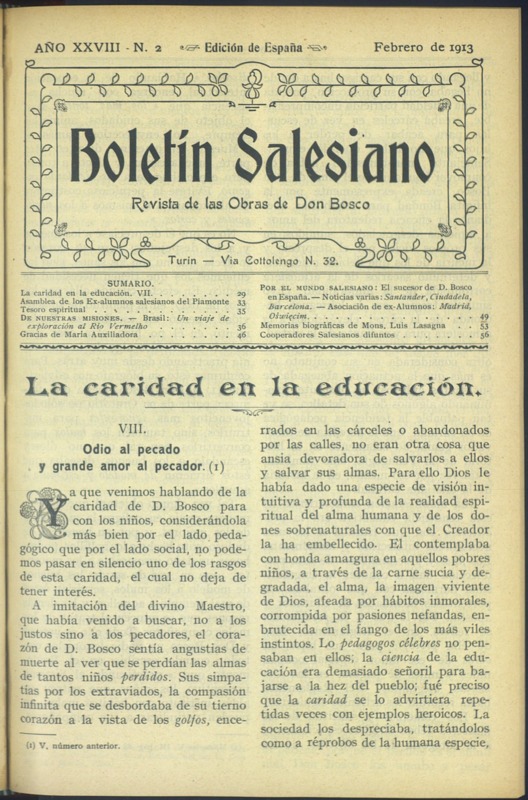 AÑO XXVIII - N. 2 Edición de España Febrero de 1913
Boletín Salesiano
Revista de las Obras de Don Bosco
Turín — Via Cottolengo N. 32.
SUMARIO.
La caridad en la educación. VII. . . . . . . . 29
Asamblea de los Ex-alumnos salesianos del Piamonte 33
Tesoro espiritual . . . . . . . . . . . . 35
DE NUESTRAS MISIONES. — Brasil: Un viaje de
exploración al Río Vermelho . . . . . . . . 36
Gracias de María Auxiliadora . . . . . . . . 46
POR EL MUNDO SALESIANO: El sucesor de D. Bosco
en España. — Noticias varias: Santander, Ciudadela,
Barcelona. — Asociación de ex-Alumnos: Madrid,
Oświęcim. . . . . . . . . . . . . . . . 49
Memorias biográficas de Mons. Luis Lasagna . . 53
Cooperadores Salesianos difuntos . . . . . . . 56
La caridad en la educación.
VIII.
Odio al pecado
y grande amor al pecador. (1)
Ya que venimos hablando de la
caridad de D. Bosco para
con los niños, considerándola
más bien por el lado peda-
gógico que por el lado social, no pode-
mos pasar en silencio uno de los rasgos
de esta caridad, el cual no deja de
tener interés.
A imitación del divino Maestro,
que había venido a buscar, no a los
justos sino a los pecadores, el cora-
zón de D. Bosco sentía angustias de
muerte al ver que se perdían las almas
de tantos niños perdidos. Sus simpa-
tías por los extraviados, la compasión
infinita que se desbordaba de su tierno
corazón a la vista de los golfos, ence-
(1) V. número anterior.
rrados en las cárceles o abandonados
por las calles, no eran otra cosa que
ansia devoradora de salvarlos a ellos
y salvar sus almas. Para ello Dios le
había dado una especie de visión in-
tuitiva y profunda de la realidad espi-
ritual del alma humana y de los do-
nes sobrenaturales con que el Creador
la ha embellecido. El contemplaba
con honda amargura en aquellos pobres
niños, a través de la carne sucia y de-
gradada, el alma, la imagen viviente
de Dios, afeada por hábitos inmorales,
corrompida por pasiones nefandas, en-
brutecida en el fango de los más viles
instintos. Lo pedagogos célebres no pen-
saban en ellos; la ciencia de la edu-
cación era demasiado señoril para ba-
jarse a la hez del pueblo; fué preciso
que la caridad se lo advirtiera repe-
tidas veces con ejemplos heroicos. La
sociedad los despreciaba, tratándolos
como a réprobos de la humana especie,